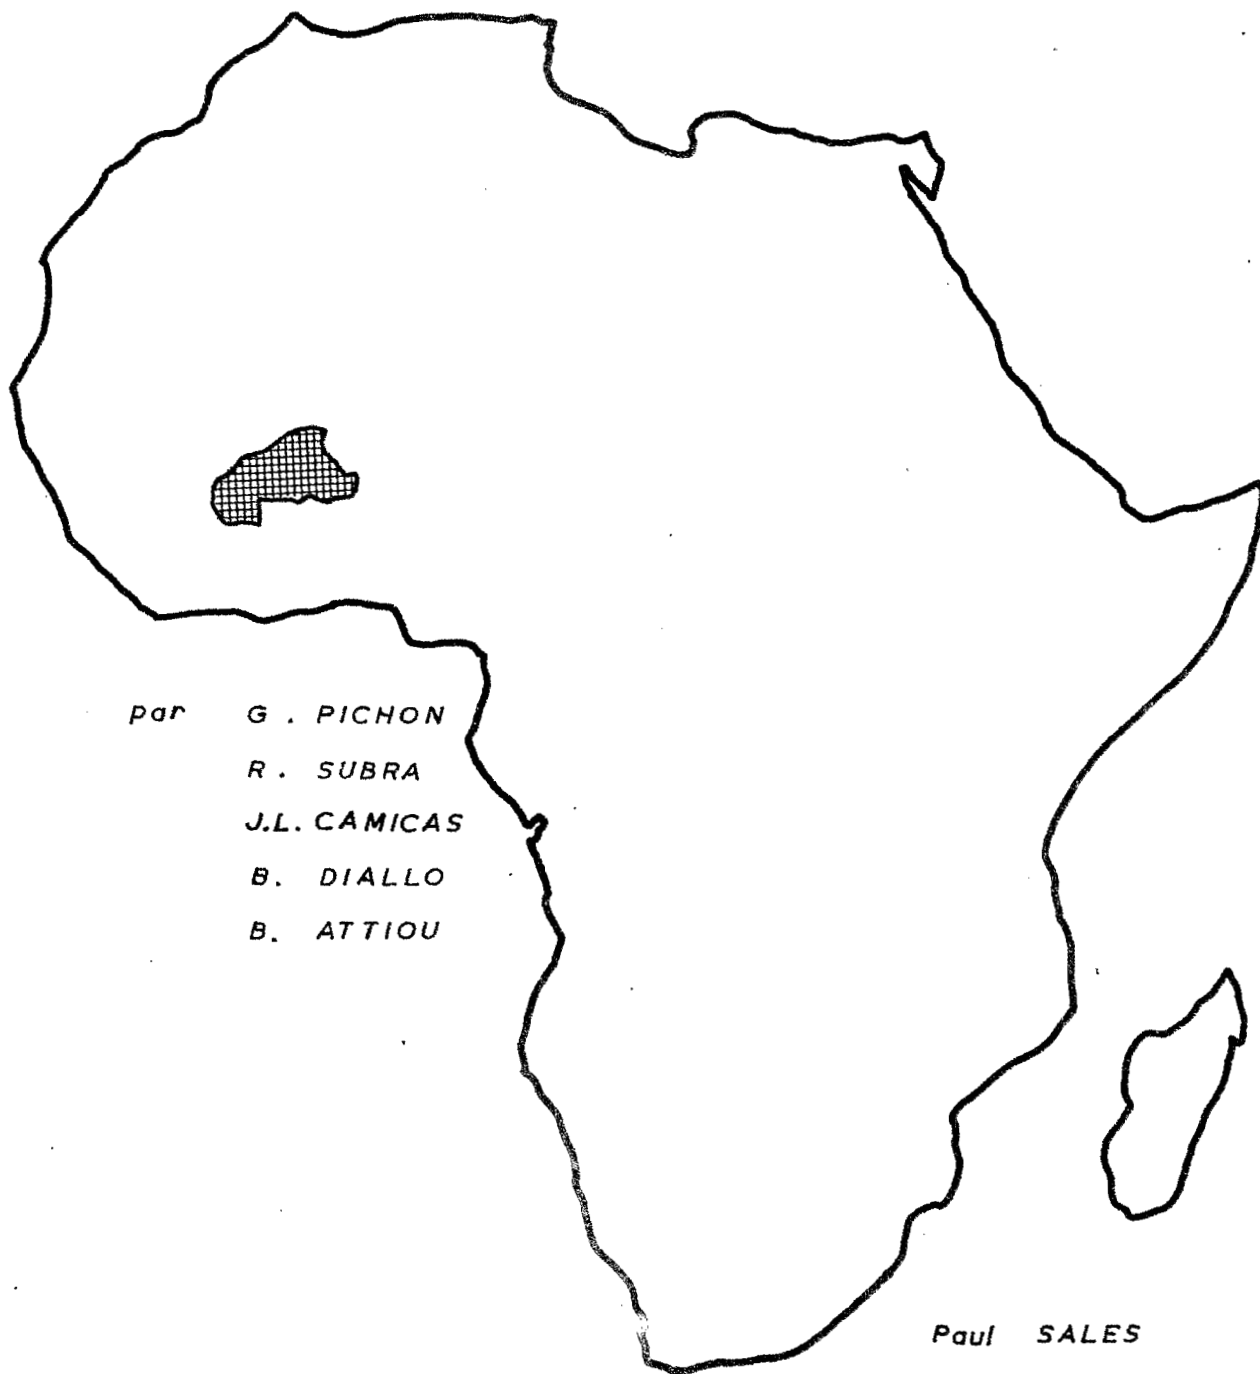 par G. PICHON
R. SUBRA
J.L. CAMICAS
B. DIALLO
B. ATTIOU
Paul SALES